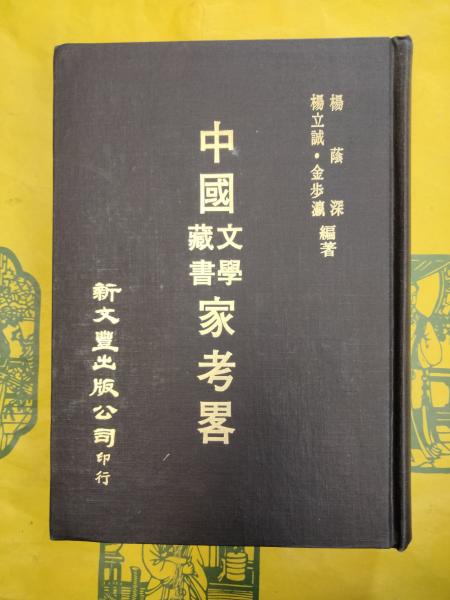 楊蔭深
楊立誠·金步瀛 編著
中國文學藏書家考畧
新文豐出版公司印行